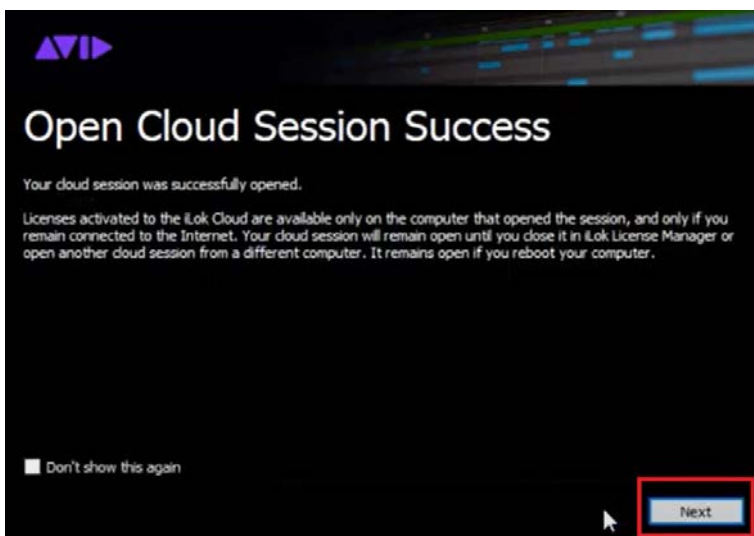 AVID
Open Cloud Session Success
Your cloud session was successfully opened.
Licenses activated to the iLok Cloud are available only on the computer that opened the session, and only if you
remain connected to the Internet. Your cloud session will remain open until you close it in iLok License Manager or
open another cloud session from a different computer. It remains open if you reboot your computer.
Don't show this again
Next